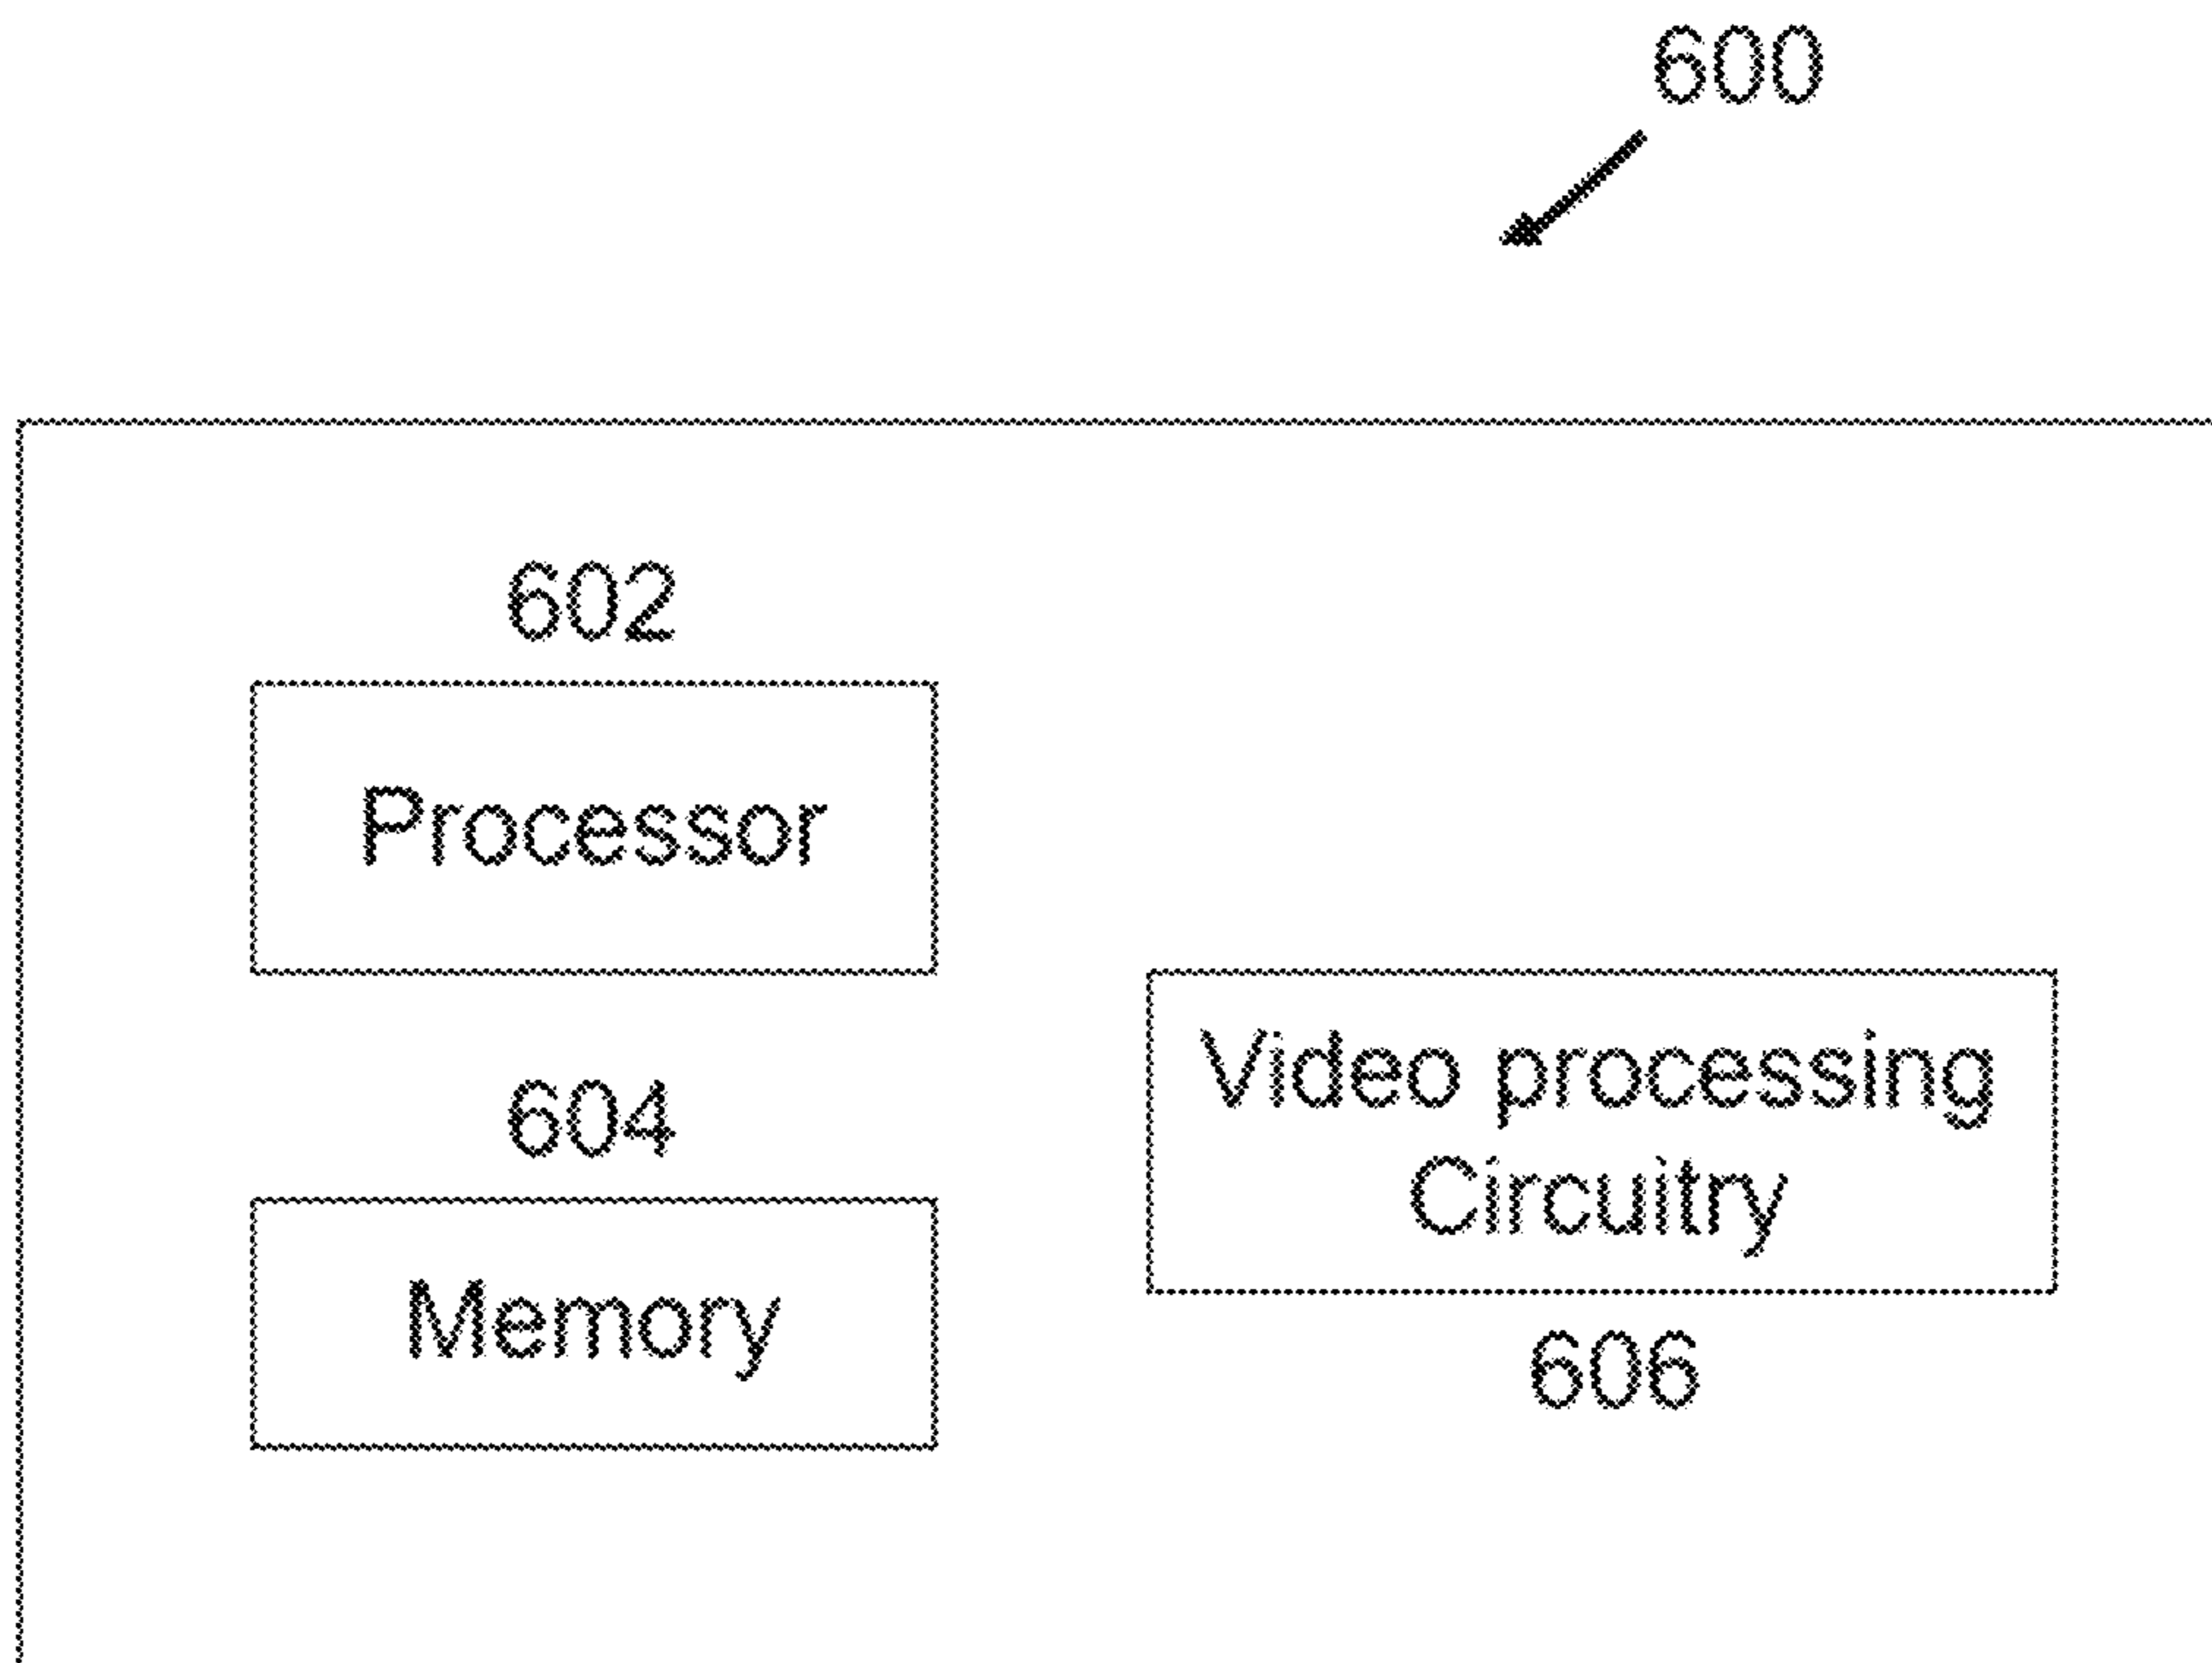 600
602
Processor
604
Memory
Video processing
Circuitry
606